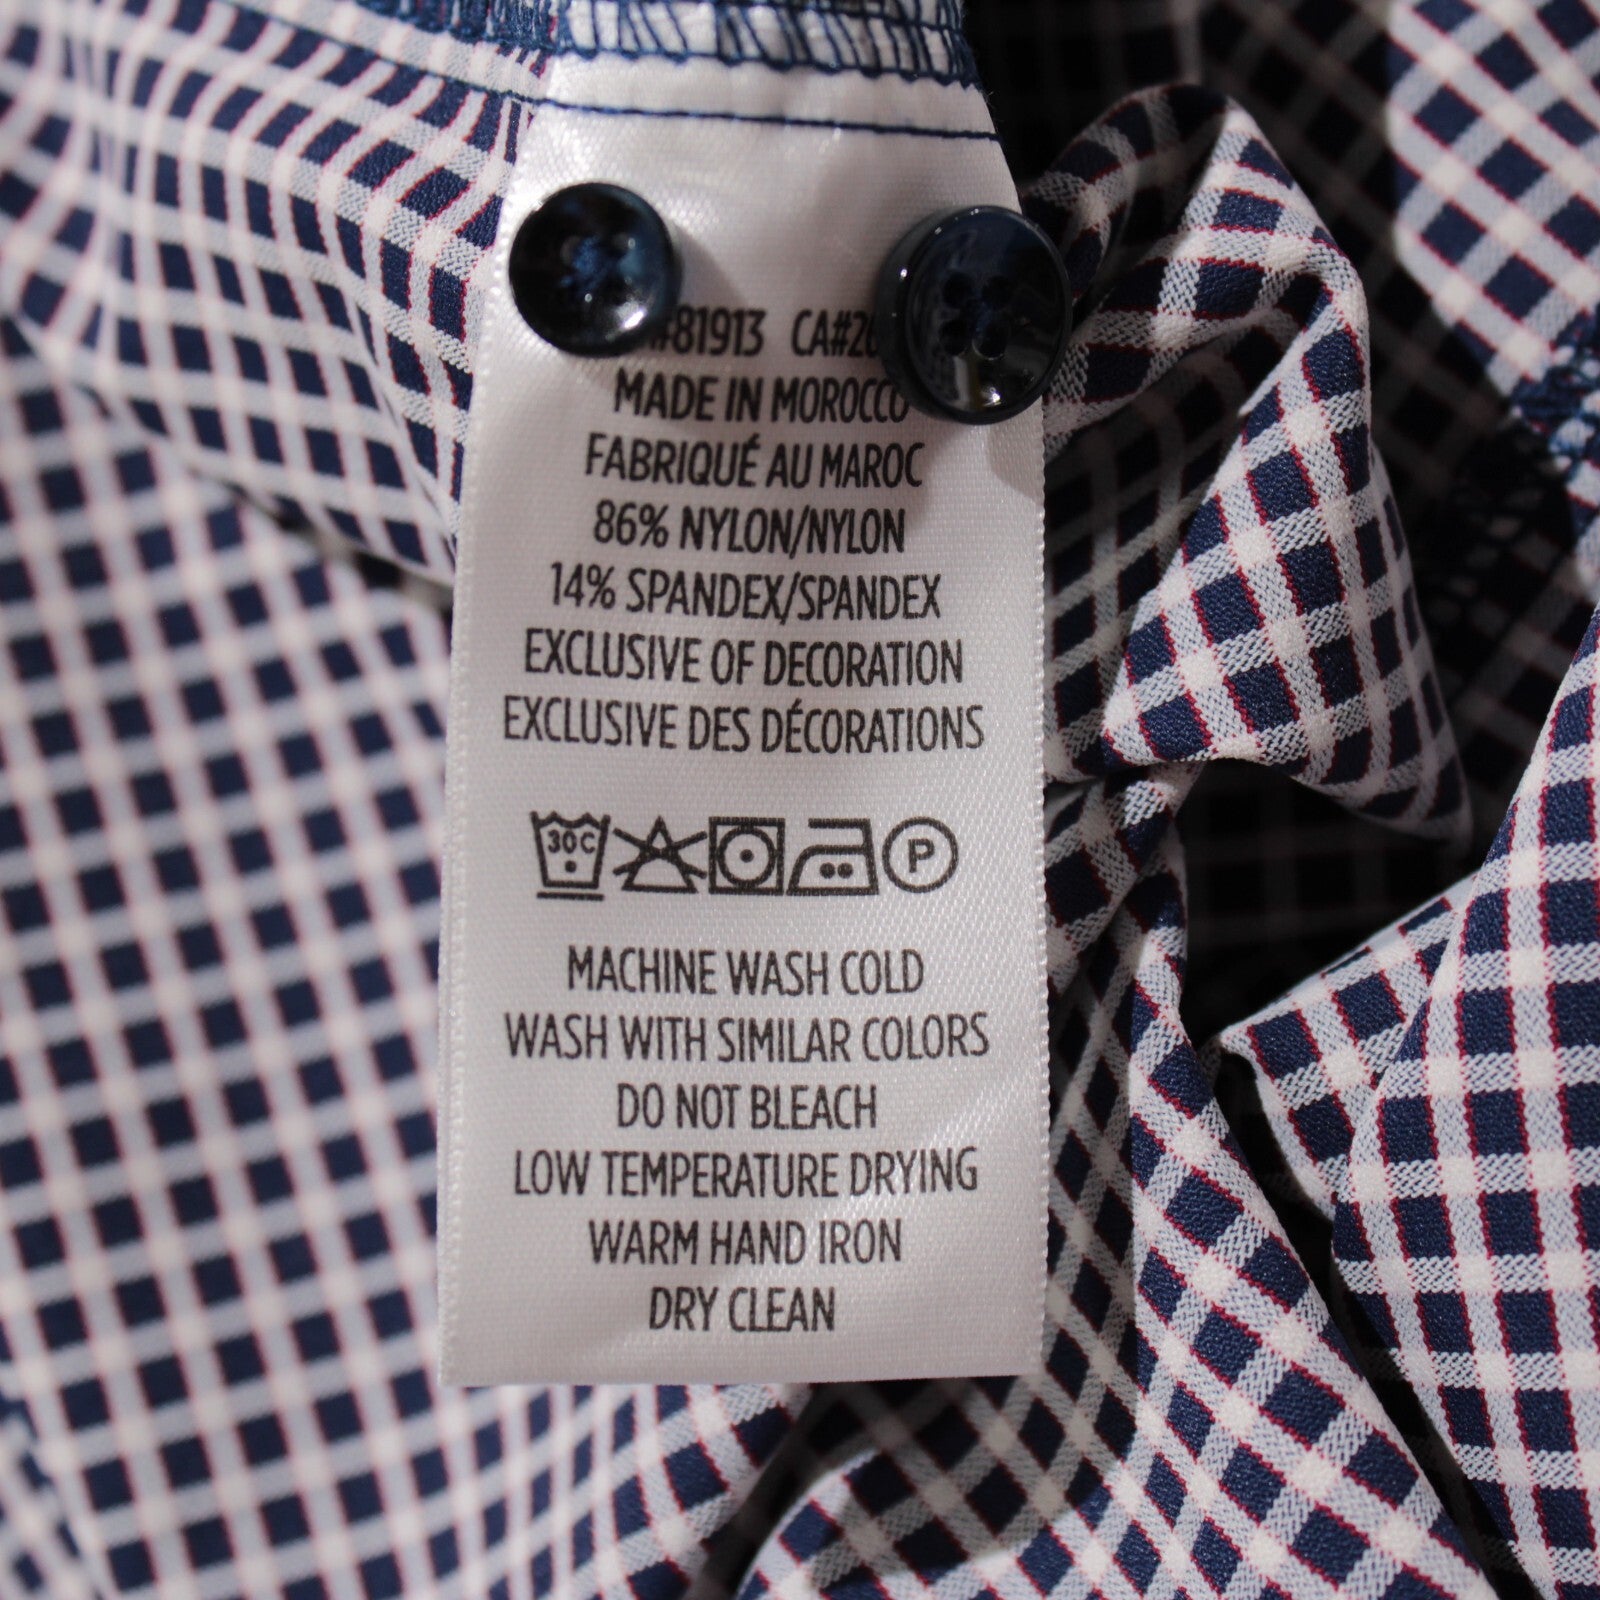 #81913 CA#26
MADE IN MOROCCO
FABRIQUÉ AU MAROC
86% NYLON/NYLON
14% SPANDEX/SPANDEX
EXCLUSIVE OF DECORATION
EXCLUSIVE DES DÉCORATIONS
30C P
MACHINE WASH COLD
WASH WITH SIMILAR COLORS
DO NOT BLEACH
LOW TEMPERATURE DRYING
WARM HAND IRON
DRY CLEAN